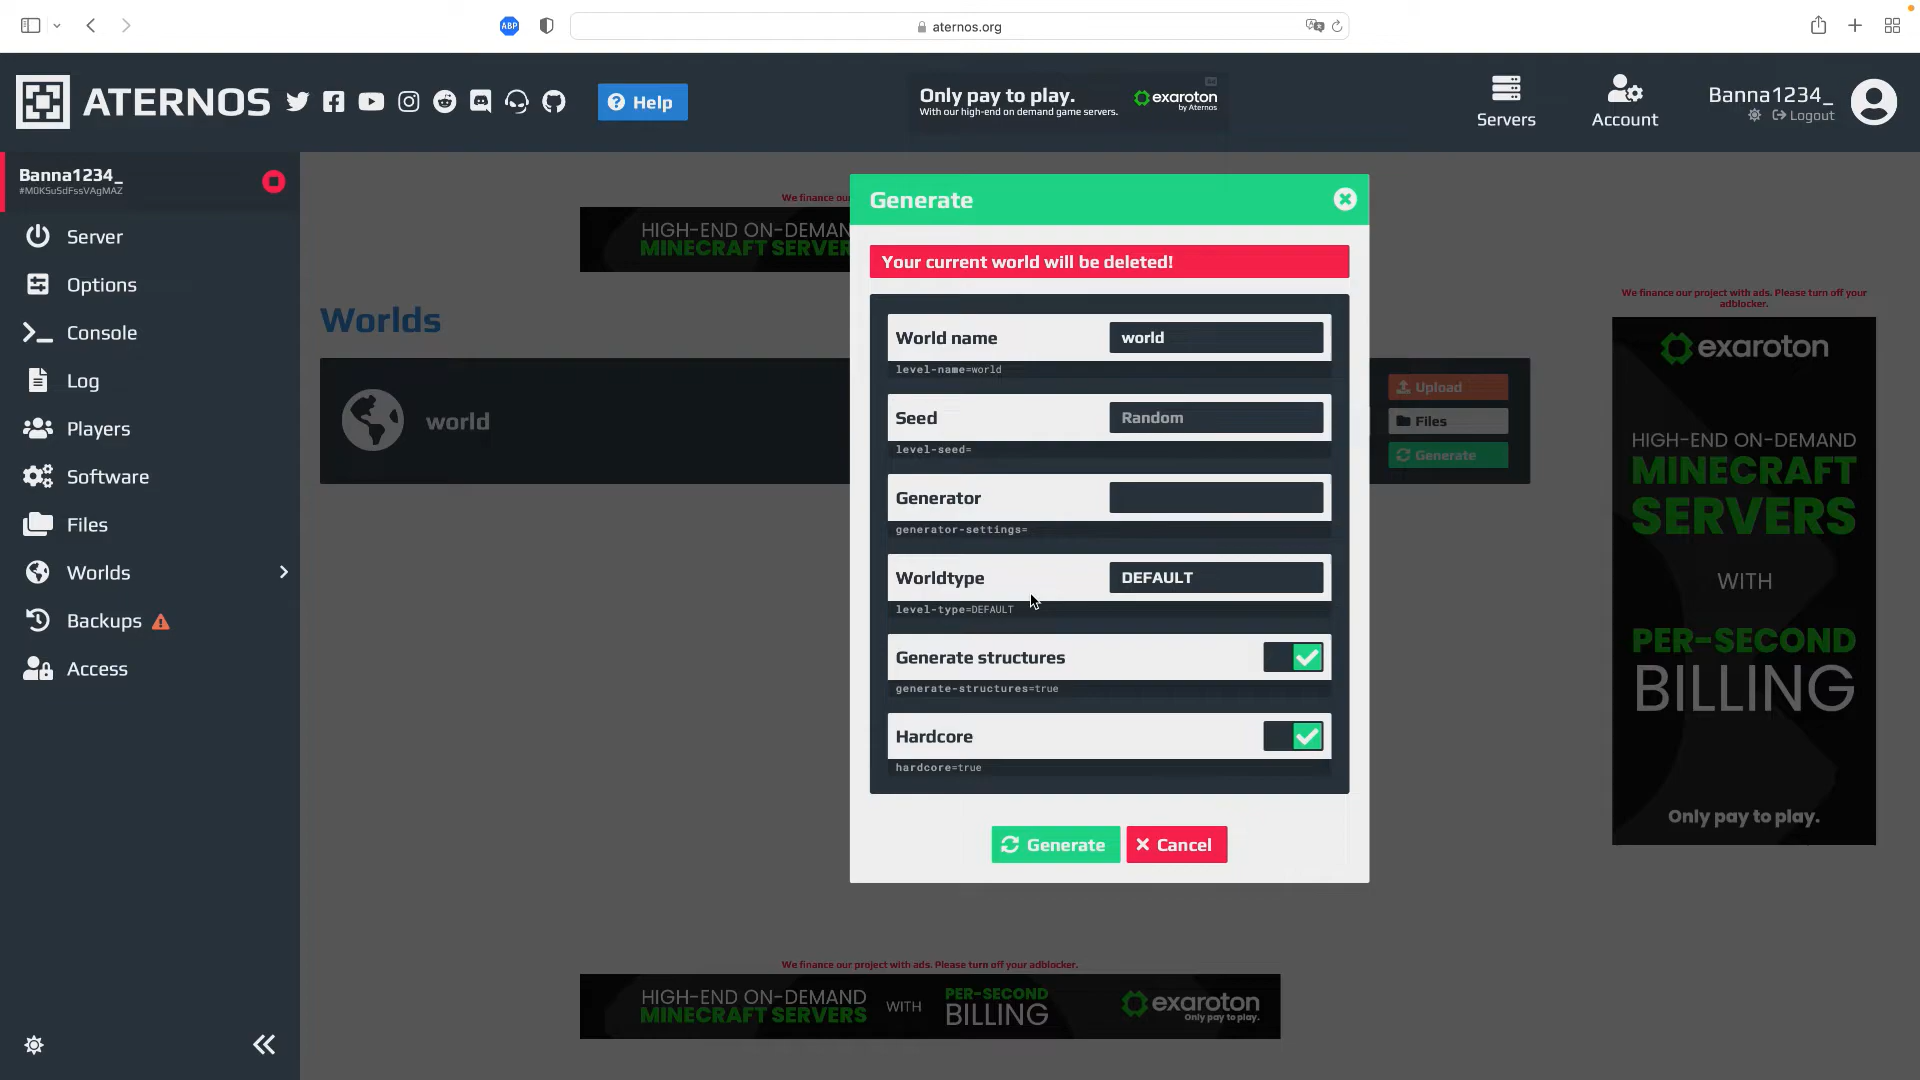 ABP
aternos.org
ATERNOS
Help
Only pay to play.
With our high-end on demand game servers.
exaroton
by Aternos
Ad
Servers
Account
Banna1234_
Logout
Banna1234_
Server
Options
Console
Log
Players
Software
Files
Worlds
Backups
Access
We finance ou
HIGH-END ON-DEMAN
MINECRAFT SERVER
Worlds
world
Upload
Files
Generate
Generate
Your current world will be deleted!
World name
world
level-name=world
Seed
Random
level-seed=
Generator
generator-settings=
Worldtype
DEFAULT
level-type=DEFAULT
Generate structures
generate-structures=true
Hardcore
hardcore=true
Generate
Cancel
We finance our project with ads. Please turn off your
adblocker.
exaroton
HIGH-END ON-DEMAND
MINECRAFT
SERVERS
WITH
PER-SECOND
BILLING
Only pay to play.
We finance our project with ads. Please turn off your adblocker.
HIGH-END ON-DEMAND
MINECRAFT SERVERS
WITH
PER-SECOND
BILLING
exaroton
Only pay to play.